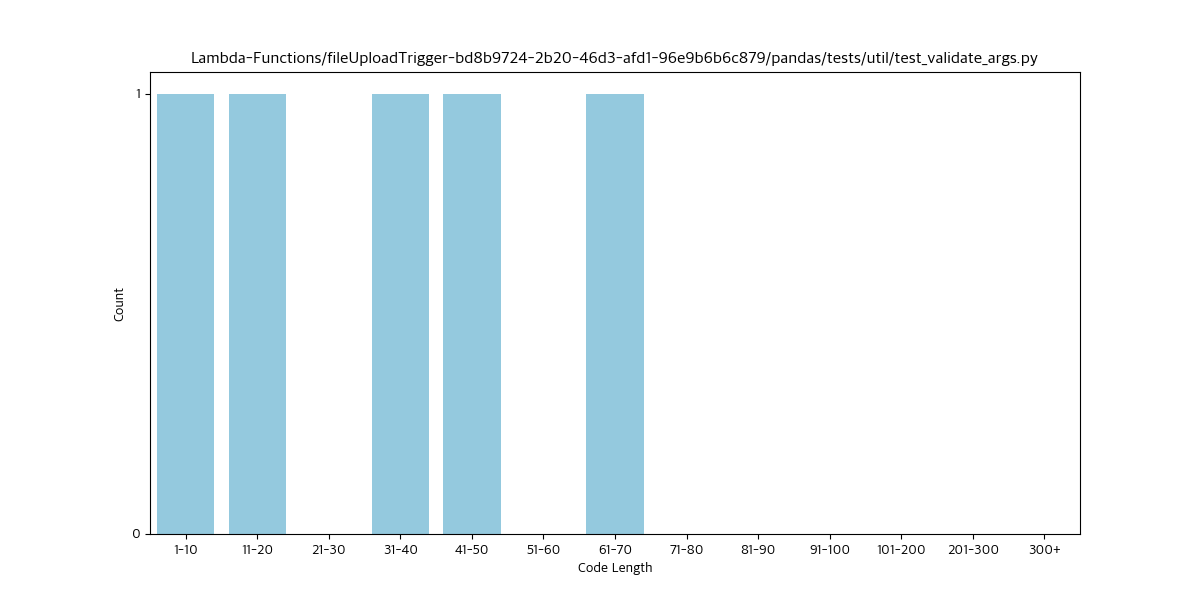 Lambda-Functions/fileUploadTrigger-bd8b9724-2b20-46d3-afd1-96e9b6b6c879/pandas/tests/util/test_validate_args.py
1
Count
0
1-10 11-20 21-30 31-40 41-50 51-60 61-70 71-80 81-90 91-100 101-200 201-300 300+
Code Length